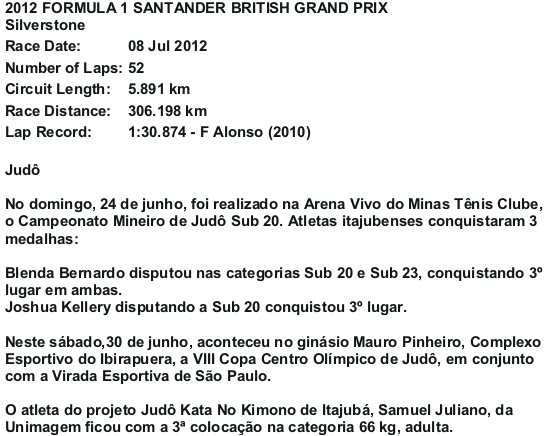 2012 FORMULA 1 SANTANDER BRITISH GRAND PRIX
Silverstone
Race Date: 08 Jul 2012
Number of Laps: 52
Circuit Length: 5.891 km
Race Distance: 306.198 km
Lap Record: 1:30.874 - F Alonso (2010)
Judô
No domingo, 24 de junho, foi realizado na Arena Vivo do Minas Tênis Clube,
o Campeonato Mineiro de Judô Sub 20. Atletas itajubenses conquistaram 3
medalhas:
Blenda Bernardo disputou nas categorias Sub 20 e Sub 23, conquistando 3º
lugar em ambas.
Joshua Kellery disputando a Sub 20 conquistou 3º lugar.
Neste sábado,30 de junho, aconteceu no ginásio Mauro Pinheiro, Complexo
Esportivo do Ibirapuera, a VIII Copa Centro Olímpico de Judô, em conjunto
com a Virada Esportiva de São Paulo.
O atleta do projeto Judô Kata No Kimono de Itajubá, Samuel Juliano, da
Unimagem ficou com a 3ª colocação na categoria 66 kg, adulta.